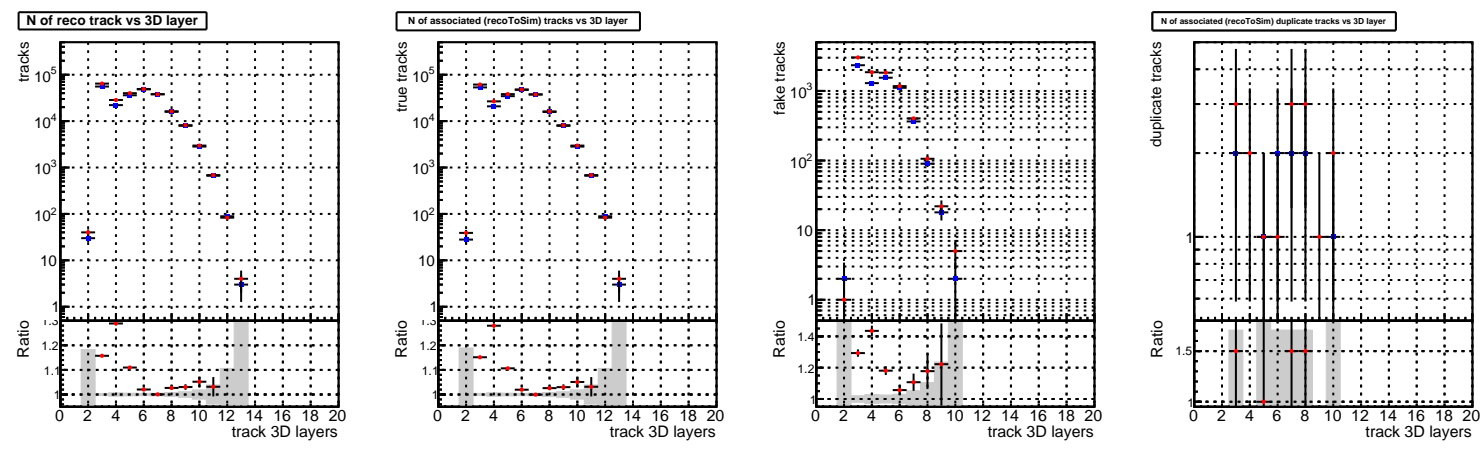 N of reco track vs 3D layer
tracks
10^5
10^4
10^3
10^2
10
1
Ratio
1.3
1.2
1.1
1
0 2 4 6 8 10 12 14 16 18 20
track 3D layers
N of associated (recoToSim) tracks vs 3D layer
true tracks
10^5
10^4
10^3
10^2
10
1
Ratio
1.3
1.2
1.1
1
0 2 4 6 8 10 12 14 16 18 20
track 3D layers
fake tracks
10^3
10^2
10
1
Ratio
1.4
1.2
1
0 2 4 6 8 10 12 14 16 18 20
track 3D layers
N of associated (recoToSim) duplicate tracks vs 3D layer
duplicate tracks
1
Ratio
1.5
1
0 2 4 6 8 10 12 14 16 18 20
track 3D layers